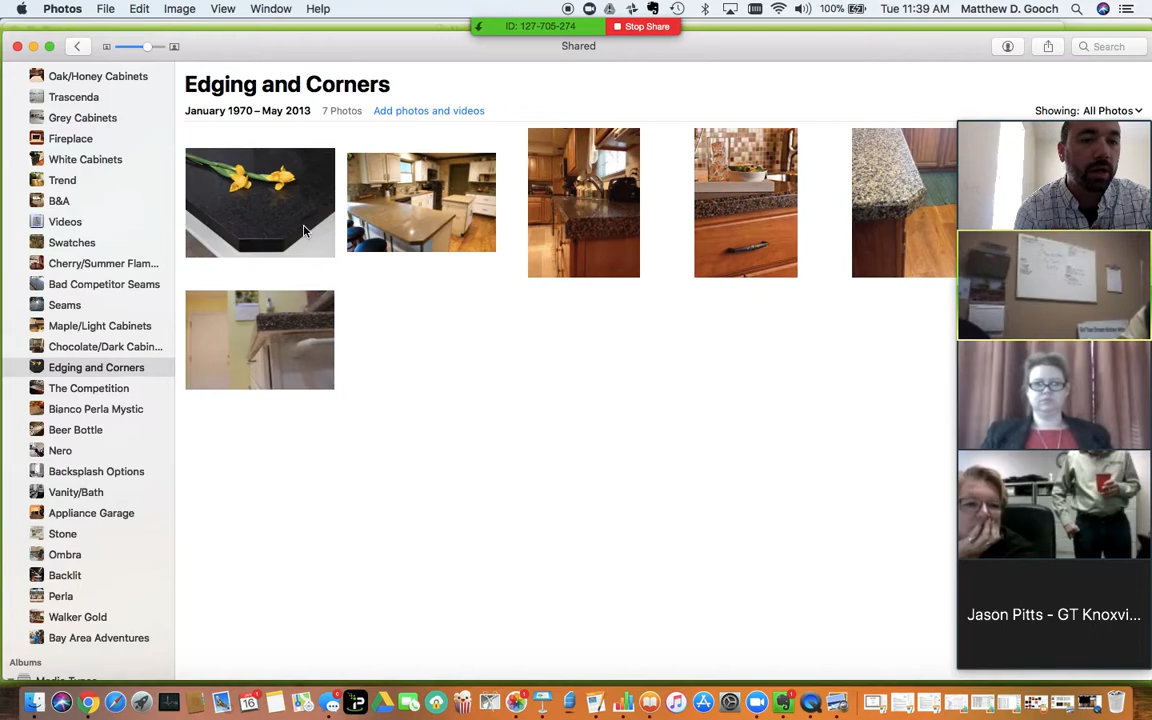 Photos File Edit Image View Window Help 100% Tue 11:39 AM Matthew D. Gooch
ID: 127-705-274 Stop Share
Shared
Search
Oak/Honey Cabinets
Trascenda
Grey Cabinets
Fireplace
White Cabinets
Trend
B&A
Videos
Swatches
Cherry/Summer Flam...
Bad Competitor Seams
Seams
Maple/Light Cabinets
Chocolate/Dark Cabin...
Edging and Corners
The Competition
Bianco Perla Mystic
Beer Bottle
Nero
Backsplash Options
Vanity/Bath
Appliance Garage
Stone
Ombra
Backlit
Perla
Walker Gold
Bay Area Adventures
Albums
Edging and Corners
January 1970 – May 2013 7 Photos Add photos and videos
Showing: All Photos
Jason Pitts - GT Knoxvi...